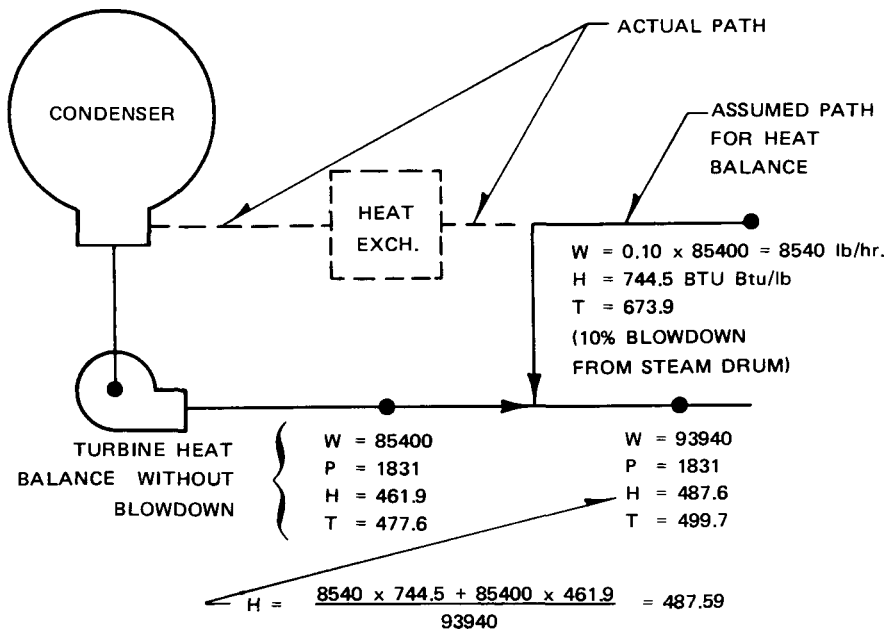 ACTUAL PATH
CONDENSER
ASSUMED PATH
FOR HEAT
BALANCE
HEAT
EXCH.
W = 0.10 x 85400 = 8540 lb/hr.
H = 744.5 BTU Btu/lb
T = 673.9
(10% BLOWDOWN
FROM STEAM DRUM)
TURBINE HEAT
BALANCE WITHOUT
BLOWDOWN
W = 85400
P = 1831
H = 461.9
T = 477.6
W = 93940
P = 1831
H = 487.6
T = 499.7
H = 8540 x 744.5 + 85400 x 461.9 = 487.59
93940